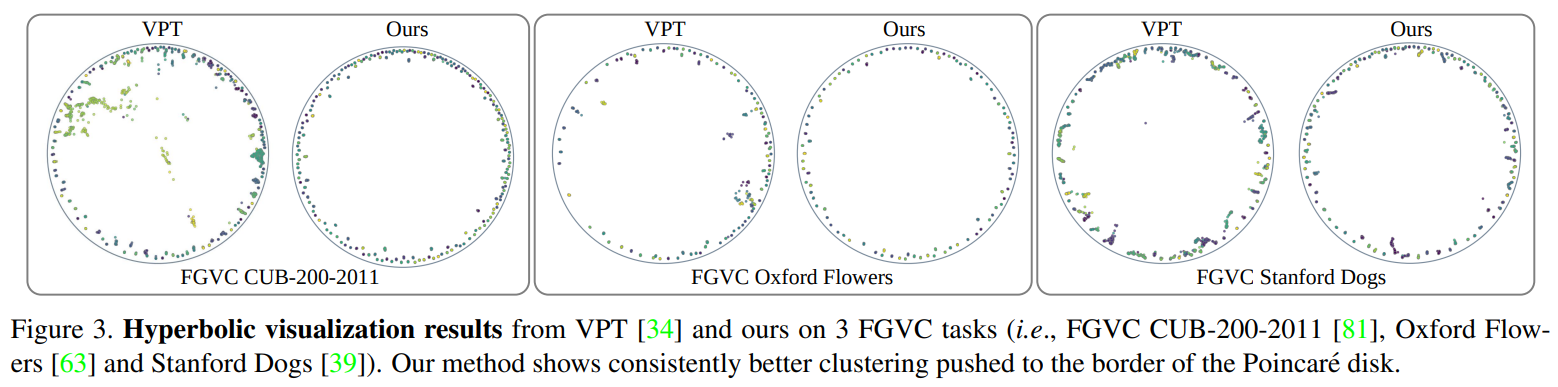 VPT Ours VPT Ours VPT Ours
FGVC CUB-200-2011 FGVC Oxford Flowers FGVC Stanford Dogs
Figure 3. Hyperbolic visualization results from VPT [34] and ours on 3 FGVC tasks (i.e., FGVC CUB-200-2011 [81], Oxford Flow-
ers [63] and Stanford Dogs [39]). Our method shows consistently better clustering pushed to the border of the Poincaré disk.